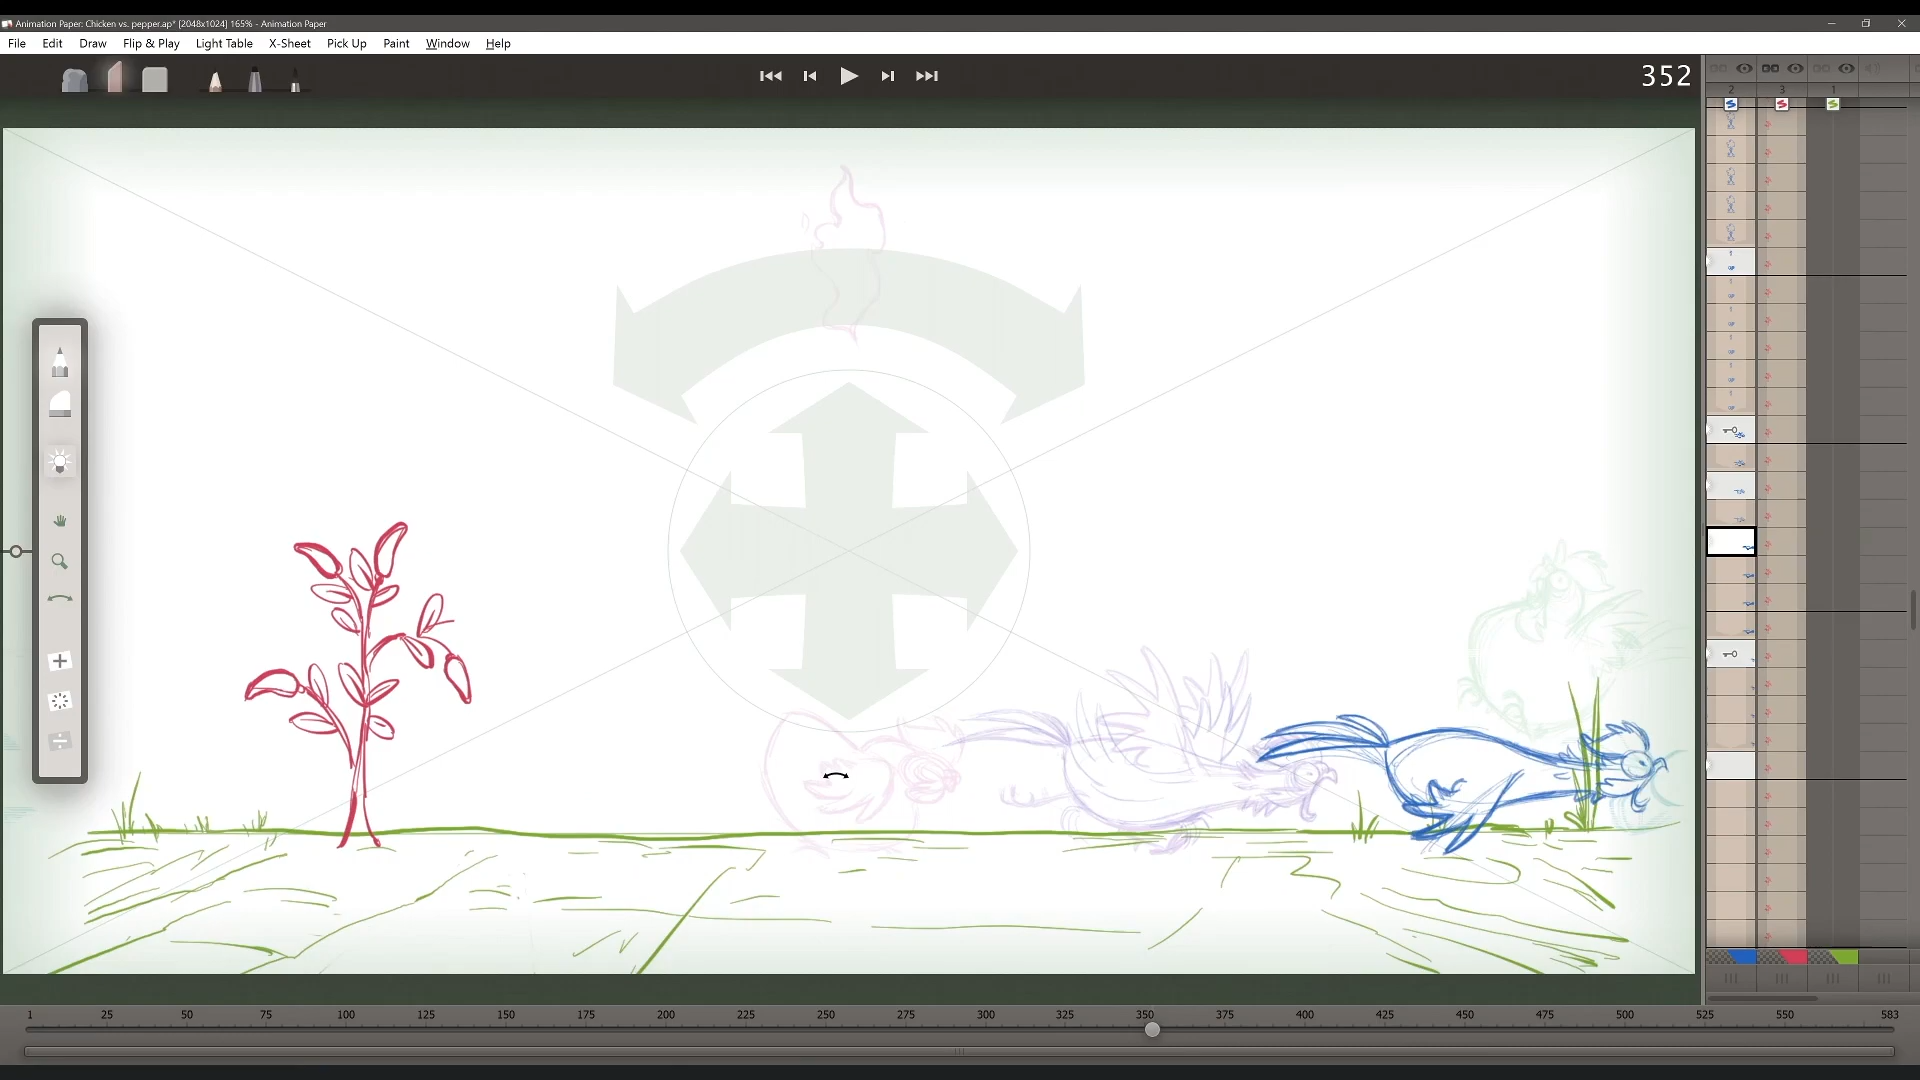 Animation Paper: Chicken vs. pepper.ap* [2048x1024] 165% - Animation Paper
File Edit Draw Flip & Play Light Table X-Sheet Pick Up Paint Window Help
352
2 3 1
1 25 50 75 100 125 150 175 200 225 250 275 300 325 350 375 400 425 450 475 500 525 550 583